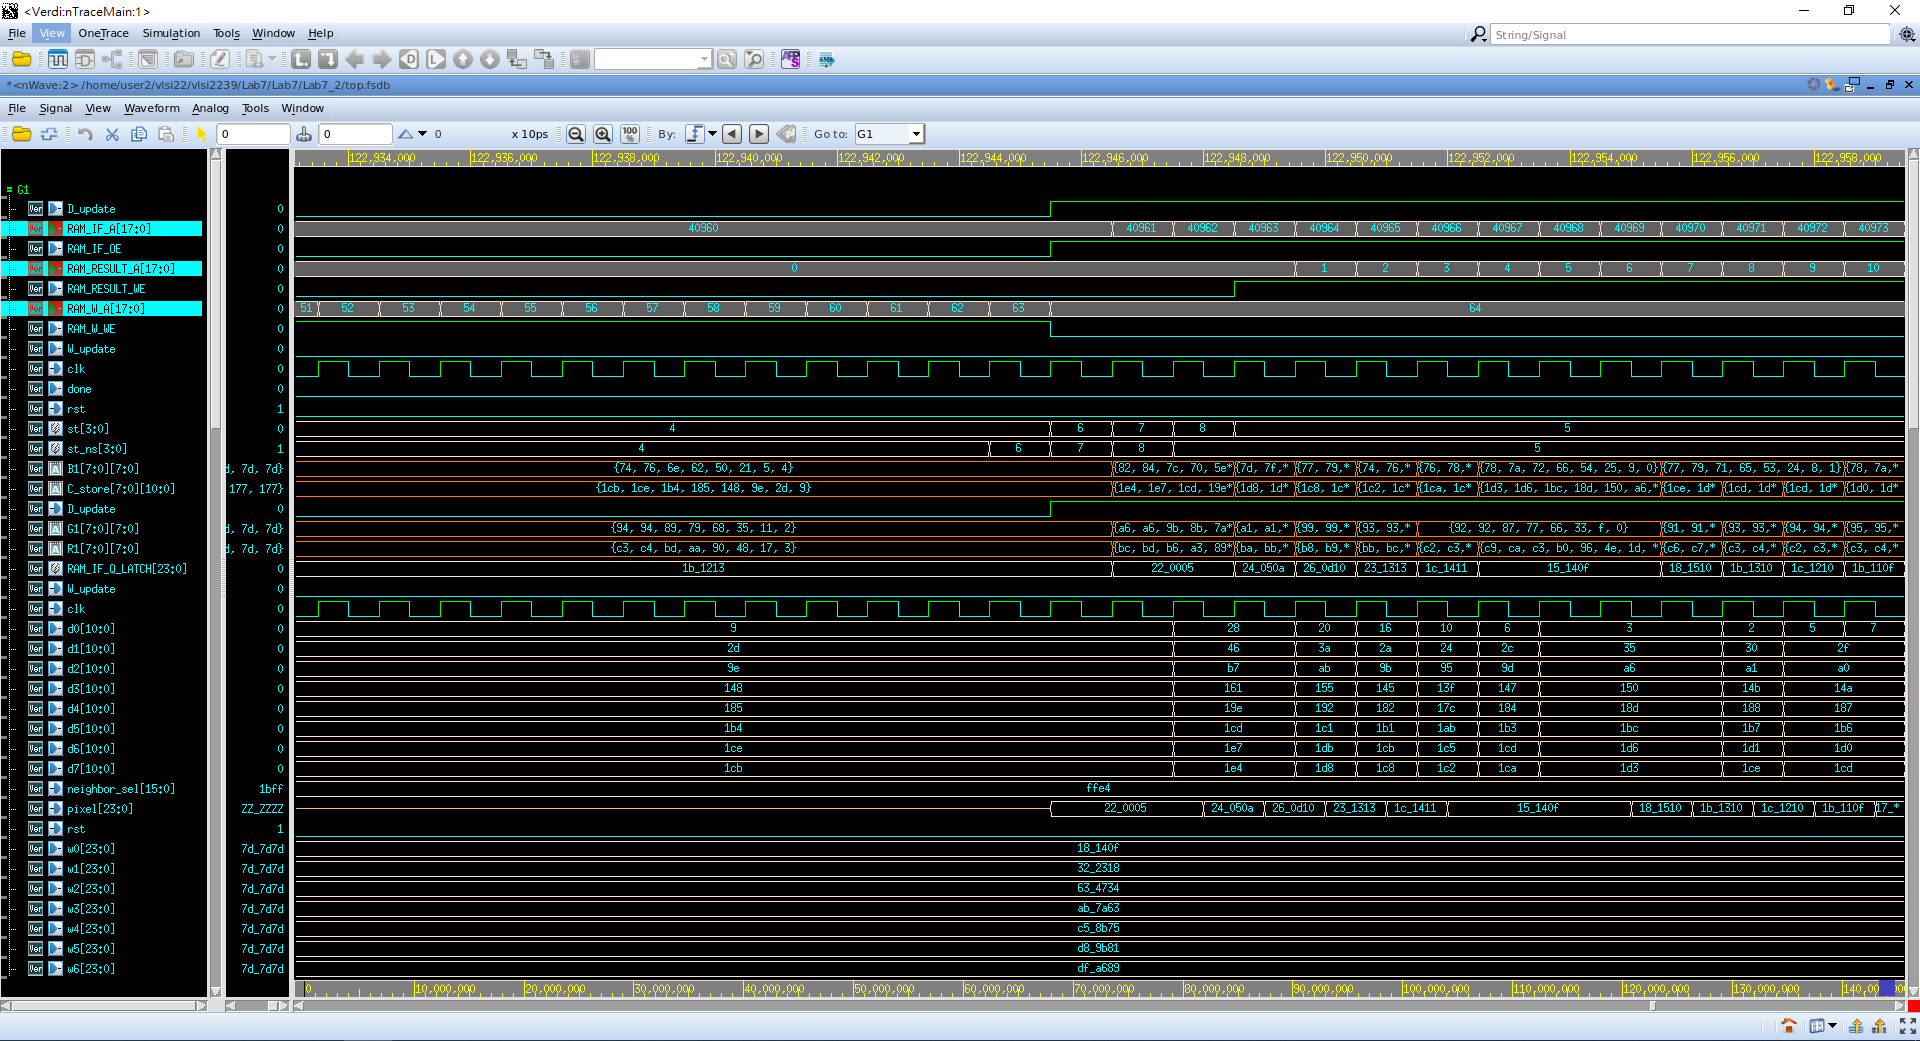 <Verdi:nTraceMain:1>
File View OneTrace Simulation Tools Window Help
String/Signal
*<nWave:2> /home/user2/vlsi22/vlsi2239/Lab7/Lab7/Lab7_2/top.fsdb
File Signal View Waveform Analog Tools Window
0 0 0 x 10ps 100% By: Go to: G1
122,934,000 122,936,000 122,938,000 122,940,000 122,942,000 122,944,000 122,946,000 122,948,000 122,950,000 122,952,000 122,954,000 122,956,000 122,958,000
G1
D_update 0
RAM_IF_A[17:0] 0 40960 40961 40962 40963 40964 40965 40966 40967 40968 40969 40970 40971 40972 40973
RAM_IF_OE 0
RAM_RESULT_A[17:0] 0 0 1 2 3 4 5 6 7 8 9 10
RAM_RESULT_WE 0
RAM_W_A[17:0] 0 51 52 53 54 55 56 57 58 59 60 61 62 63 64
RAM_W_WE 0
W_update 0
clk 0
done 0
rst 1
st[3:0] 0 4 6 7 8 5
st_ns[3:0] 1 4 6 7 8 5
B1[7:0][7:0] d, 7d, 7d} {74, 76, 6e, 62, 50, 21, 5, 4} {82, 84, 7c, 70, 5e* {7d, 7f,* {77, 79,* {74, 76,* {76, 78,* {78, 7a, 72, 66, 54, 25, 9, 0} {77, 79, 71, 65, 53, 24, 8, 1} {78, 7a,*
C_store[7:0][10:0] 177, 177} {1cb, 1ce, 1b4, 185, 148, 9e, 2d, 9} {1e4, 1e7, 1cd, 19e* {1d8, 1d* {1c8, 1c* {1c2, 1c* {1ca, 1c* {1d3, 1d6, 1bc, 18d, 150, a6,* {1ce, 1d* {1cd, 1d* {1cd, 1d* {1d0, 1d*
D_update 0
G1[7:0][7:0] d, 7d, 7d} {94, 94, 89, 79, 68, 35, 11, 2} {a6, a6, 9b, 8b, 7a* {a1, a1,* {99, 99,* {93, 93,* {92, 92, 87, 77, 66, 33, f, 0} {91, 91,* {93, 93,* {94, 94,* {95, 95,*
R1[7:0][7:0] d, 7d, 7d} {c3, c4, bd, aa, 90, 48, 17, 3} {bc, bd, b6, a3, 89* {ba, bb,* {b8, b9,* {bb, bc,* {c2, c3,* {c9, ca, c3, b0, 96, 4e, 1d, * {c6, c7,* {c3, c4,* {c2, c3,* {c3, c4,*
RAM_IF_Q_LATCH[23:0] 0 1b_1213 22_0005 24_050a 26_0d10 23_1313 1c_1411 15_140f 18_1510 1b_1310 1c_1210 1b_110f
W_update 0
clk 0
d0[10:0] 0 9 28 20 16 10 6 3 2 5 7
d1[10:0] 0 2d 46 3a 2a 24 2c 35 30 2f
d2[10:0] 0 9e b7 ab 9b 95 9d a6 a1 a0
d3[10:0] 0 148 161 155 145 13f 147 150 14b 14a
d4[10:0] 0 185 19e 192 182 17c 184 18d 188 187
d5[10:0] 0 1b4 1cd 1c1 1b1 1ab 1b3 1bc 1b7 1b6
d6[10:0] 0 1ce 1e7 1db 1cb 1c5 1cd 1d6 1d1 1d0
d7[10:0] 0 1cb 1e4 1d8 1c8 1c2 1ca 1d3 1ce 1cd
neighbor_sel[15:0] 1bff ffe4
pixel[23:0] ZZ_ZZZZ 22_0005 24_050a 26_0d10 23_1313 1c_1411 15_140f 18_1510 1b_1310 1c_1210 1b_110f 17_*
rst 1
w0[23:0] 7d_7d7d 18_140f
w1[23:0] 7d_7d7d 32_2318
w2[23:0] 7d_7d7d 63_4734
w3[23:0] 7d_7d7d ab_7a63
w4[23:0] 7d_7d7d c5_8b75
w5[23:0] 7d_7d7d d8_9b81
w6[23:0] 7d_7d7d df_a689
0 10,000,000 20,000,000 30,000,000 40,000,000 50,000,000 60,000,000 70,000,000 80,000,000 90,000,000 100,000,000 110,000,000 120,000,000 130,000,000